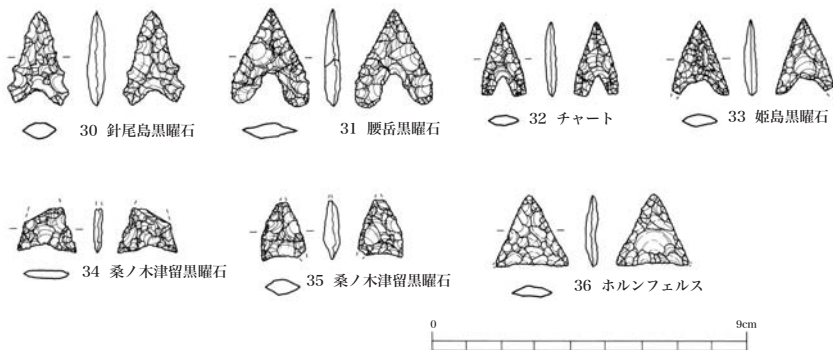 30 針尾島黒曜石
31 腰岳黒曜石
32 チャート
33 姫島黒曜石
34 桑ノ木津留黒曜石
35 桑ノ木津留黒曜石
36 ホルンフェルス
0 9cm